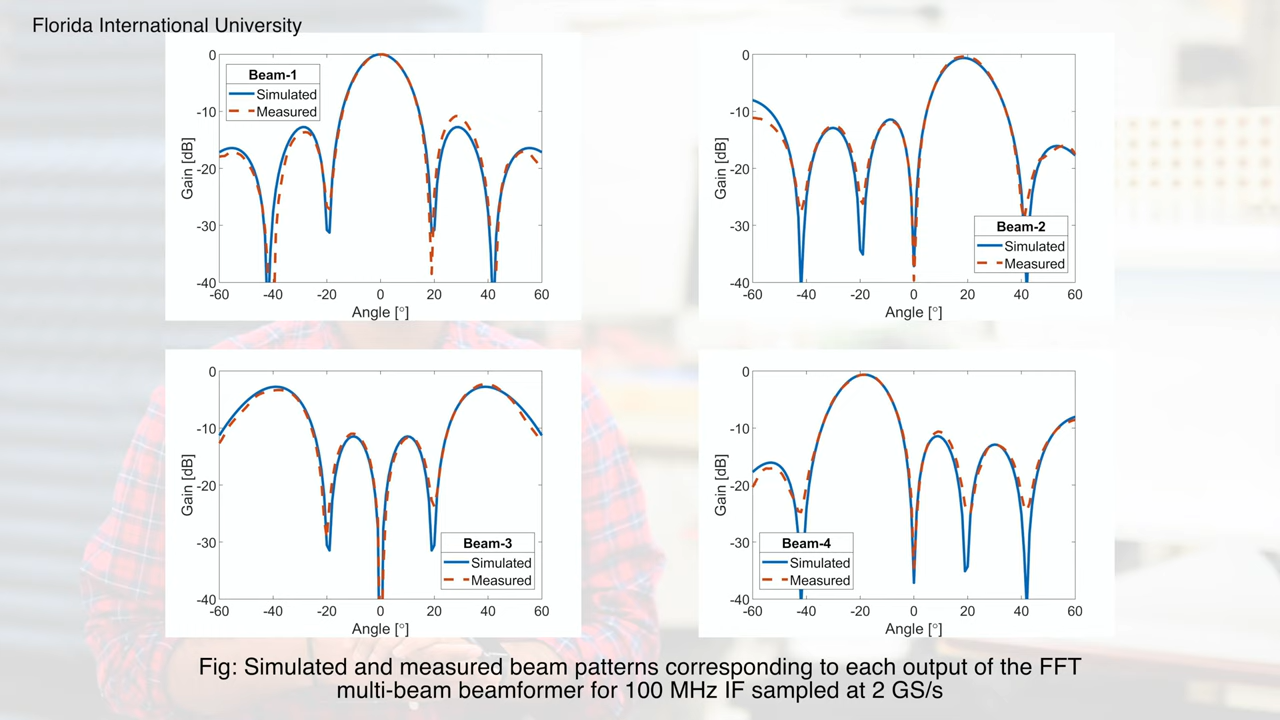 Florida International University
0
-10
-20
-30
-40
Gain [dB]
Beam-1
Simulated
Measured
-60 -40 -20 0 20 40 60
Angle [°]
0
-10
-20
-30
-40
Gain [dB]
Beam-2
Simulated
Measured
-60 -40 -20 0 20 40 60
Angle [°]
0
-10
-20
-30
-40
Gain [dB]
Beam-3
Simulated
Measured
-60 -40 -20 0 20 40 60
Angle [°]
0
-10
-20
-30
-40
Gain [dB]
Beam-4
Simulated
Measured
-60 -40 -20 0 20 40 60
Angle [°]
Fig: Simulated and measured beam patterns corresponding to each output of the FFT
multi-beam beamformer for 100 MHz IF sampled at 2 GS/s